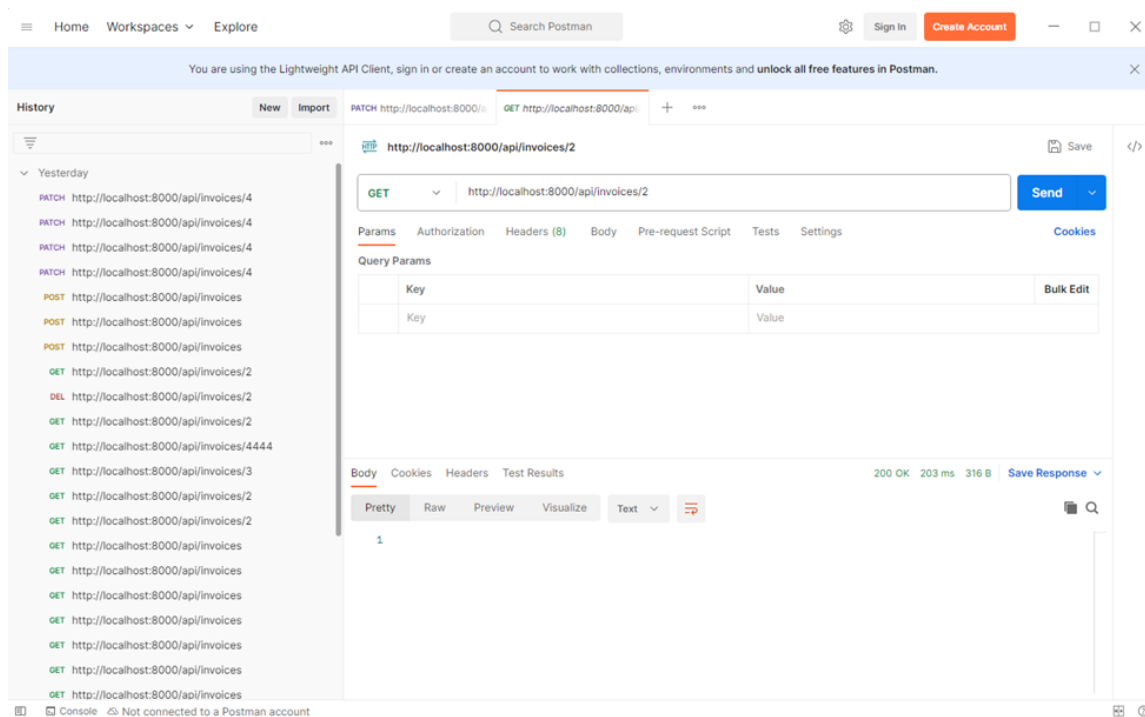 Home Workspaces Explore Search Postman Sign In Create Account
You are using the Lightweight API Client, sign in or create an account to work with collections, environments and unlock all free features in Postman.
History New Import
PATCH http://localhost:8000/a GET http://localhost:8000/api/
HTTP http://localhost:8000/api/invoices/2 Save
Yesterday
PATCH http://localhost:8000/api/invoices/4
PATCH http://localhost:8000/api/invoices/4
PATCH http://localhost:8000/api/invoices/4
PATCH http://localhost:8000/api/invoices/4
POST http://localhost:8000/api/invoices
POST http://localhost:8000/api/invoices
POST http://localhost:8000/api/invoices
GET http://localhost:8000/api/invoices/2
DEL http://localhost:8000/api/invoices/2
GET http://localhost:8000/api/invoices/2
GET http://localhost:8000/api/invoices/4444
GET http://localhost:8000/api/invoices/3
GET http://localhost:8000/api/invoices/2
GET http://localhost:8000/api/invoices/2
GET http://localhost:8000/api/invoices
GET http://localhost:8000/api/invoices
GET http://localhost:8000/api/invoices
GET http://localhost:8000/api/invoices
GET http://localhost:8000/api/invoices
GET http://localhost:8000/api/invoices
GET http://localhost:8000/api/invoices
GET http://localhost:8000/api/invoices/2 Send
Params Authorization Headers (8) Body Pre-request Script Tests Settings Cookies
Query Params
Key Value Bulk Edit
Key Value
Body Cookies Headers Test Results 200 OK 203 ms 316 B Save Response
Pretty Raw Preview Visualize Text
1
Console Not connected to a Postman account